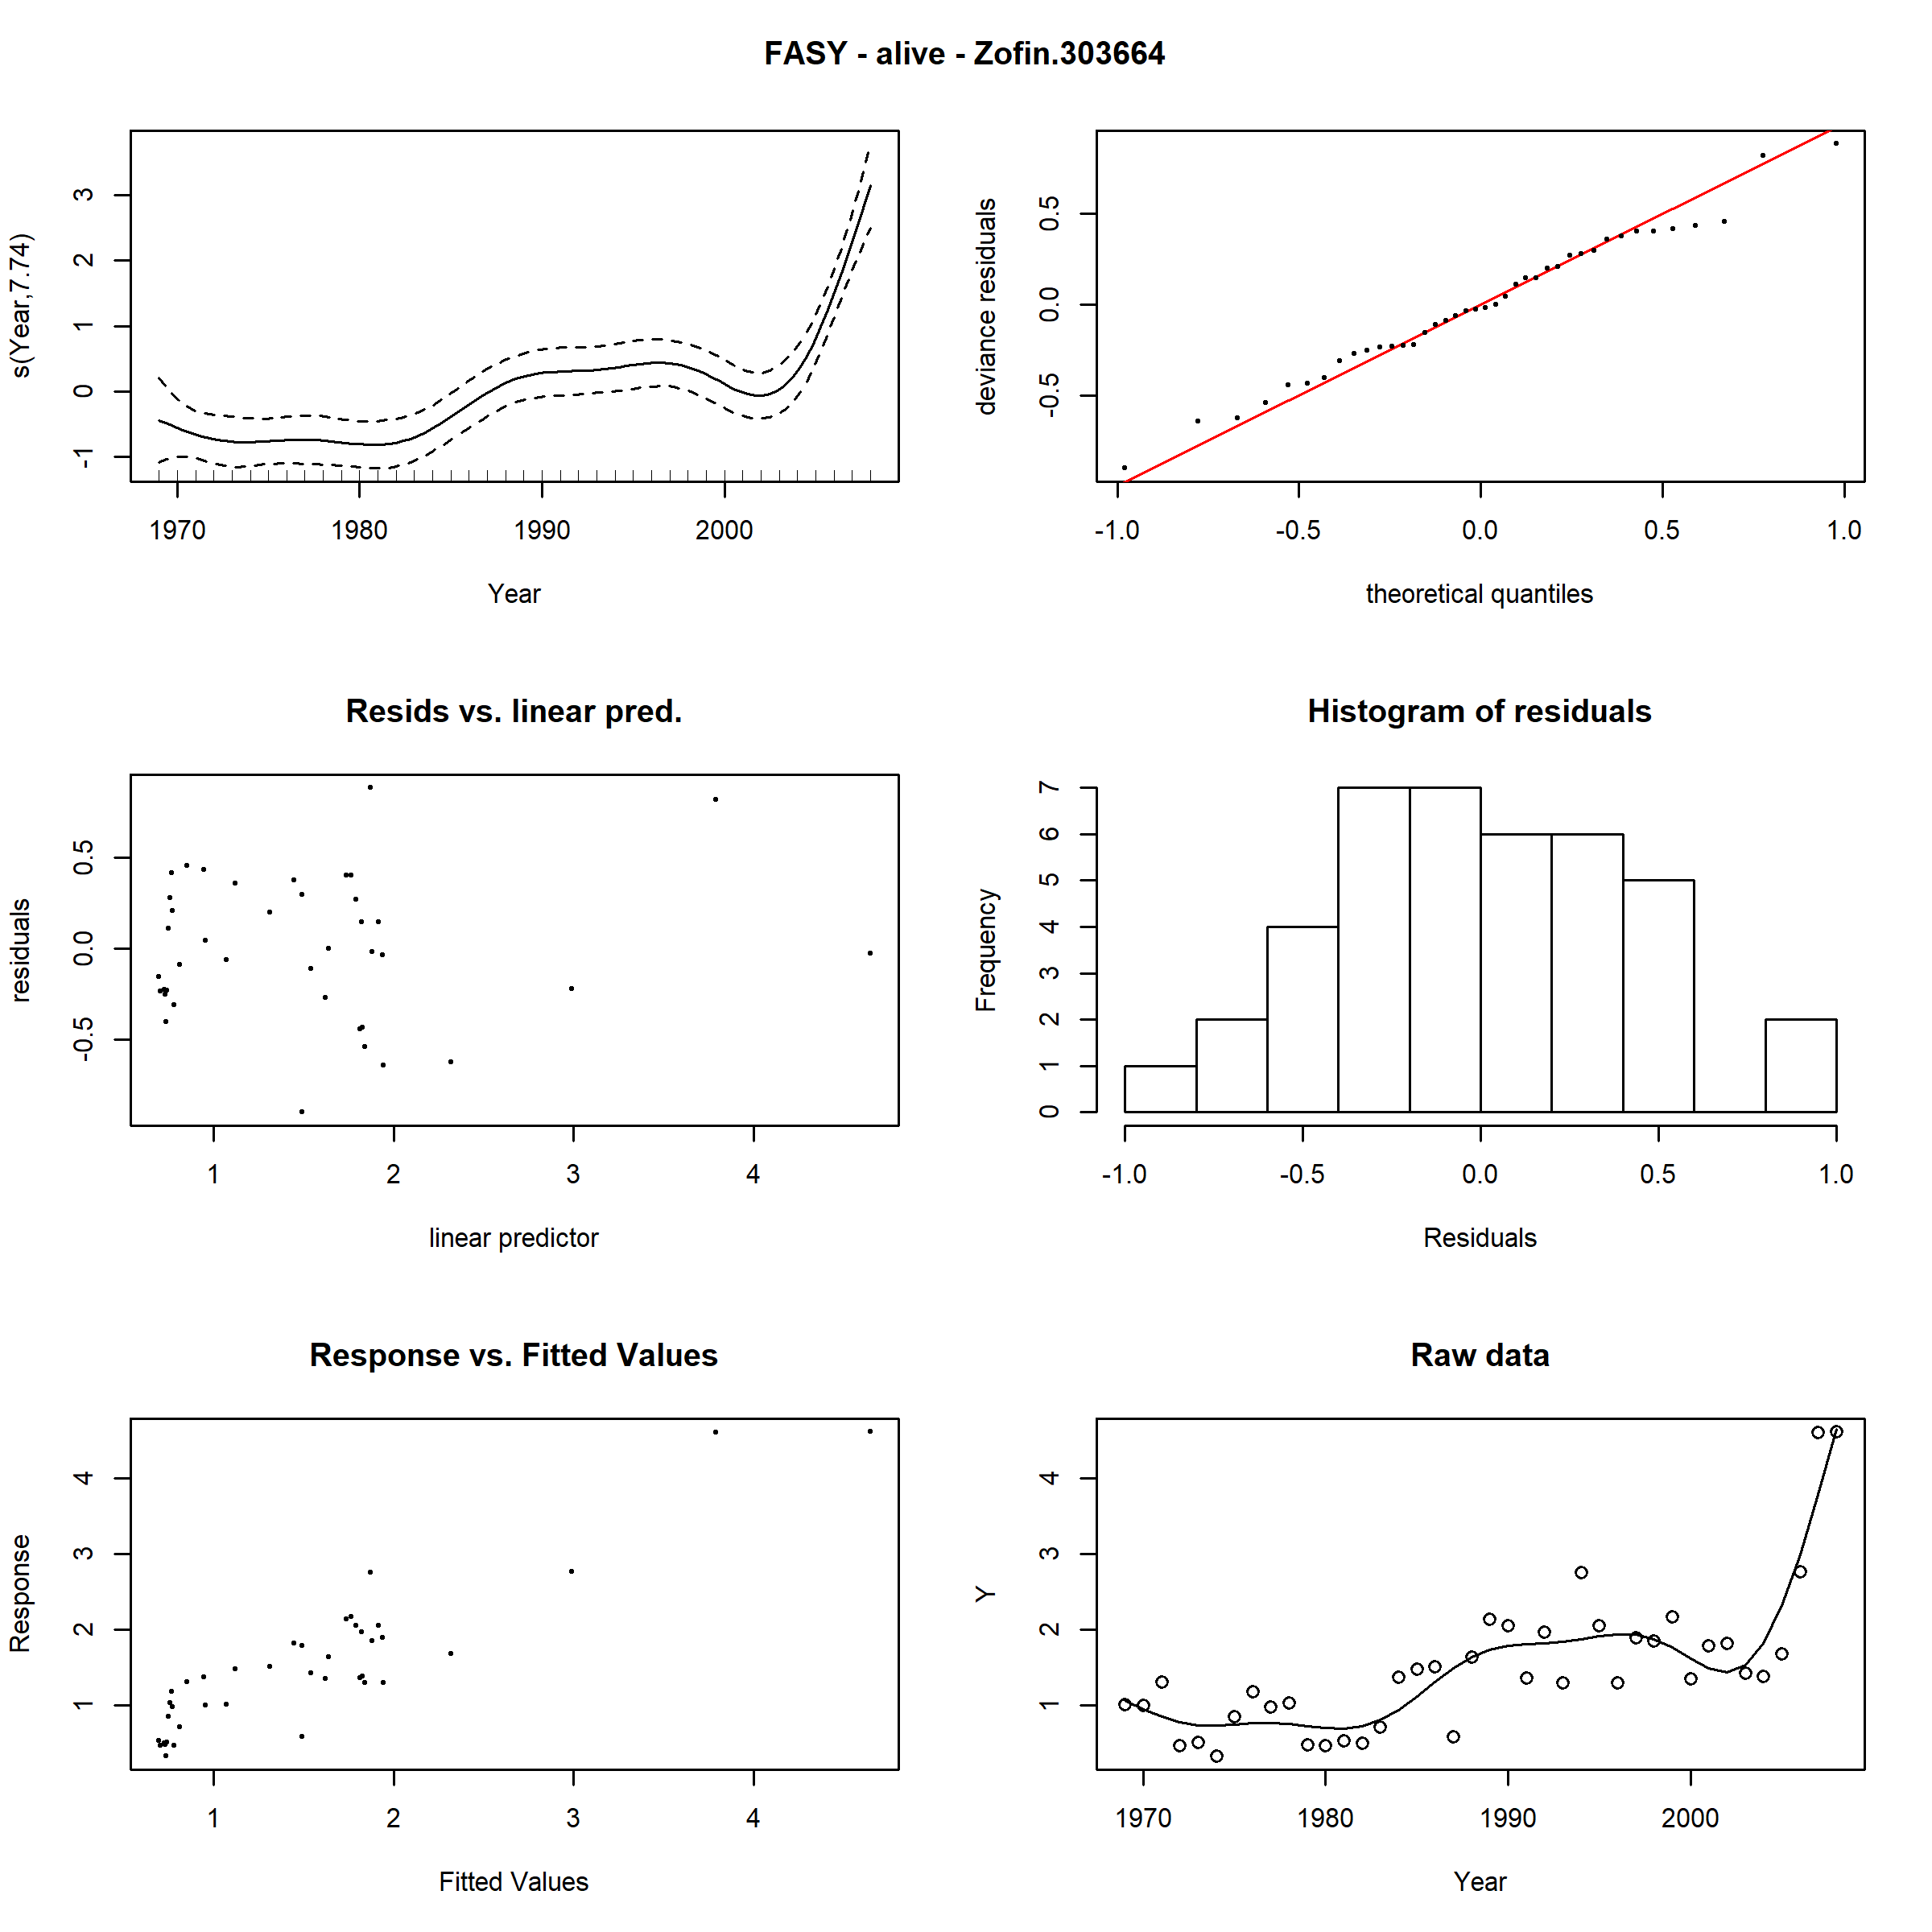 FASY - alive - Zofin.303664
s(Year,7.74)
3
2
1
0
-1
1970 1980 1990 2000
Year
deviance residuals
0.5
0.0
-0.5
-1.0 -0.5 0.0 0.5 1.0
theoretical quantiles
Resids vs. linear pred.
residuals
0.5
0.0
-0.5
1 2 3 4
linear predictor
Histogram of residuals
Frequency
7
6
5
4
3
2
1
0
-1.0 -0.5 0.0 0.5 1.0
Residuals
Response vs. Fitted Values
Response
4
3
2
1
1 2 3 4
Fitted Values
Raw data
Y
4
3
2
1
1970 1980 1990 2000
Year